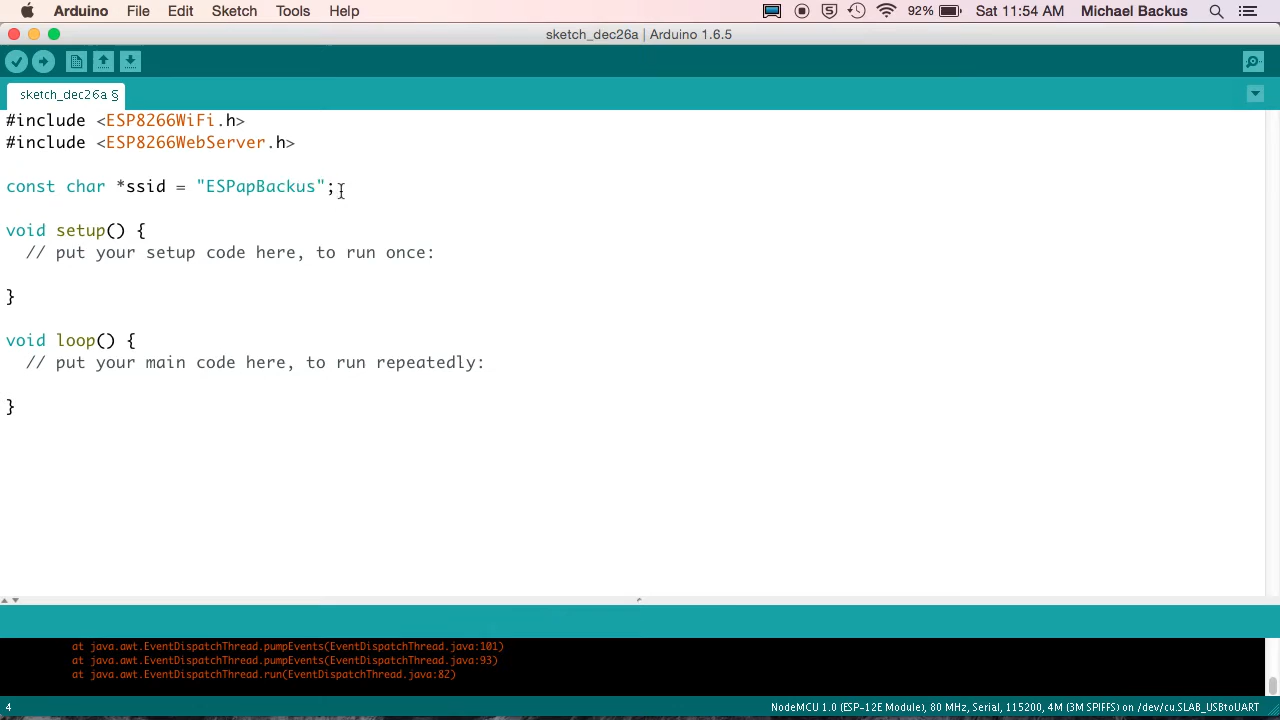 Arduino File Edit Sketch Tools Help 92% Sat 11:54 AM Michael Backus
sketch_dec26a | Arduino 1.6.5
sketch_dec26a §
#include <ESP8266WiFi.h>
#include <ESP8266WebServer.h>
const char *ssid = "ESPapBackus";
void setup() {
// put your setup code here, to run once:
}
void loop() {
// put your main code here, to run repeatedly:
}
at java.awt.EventDispatchThread.pumpEvents(EventDispatchThread.java:101)
at java.awt.EventDispatchThread.pumpEvents(EventDispatchThread.java:93)
at java.awt.EventDispatchThread.run(EventDispatchThread.java:82)
4 NodeMCU 1.0 (ESP-12E Module), 80 MHz, Serial, 115200, 4M (3M SPIFFS) on /dev/cu.SLAB_USBtoUART